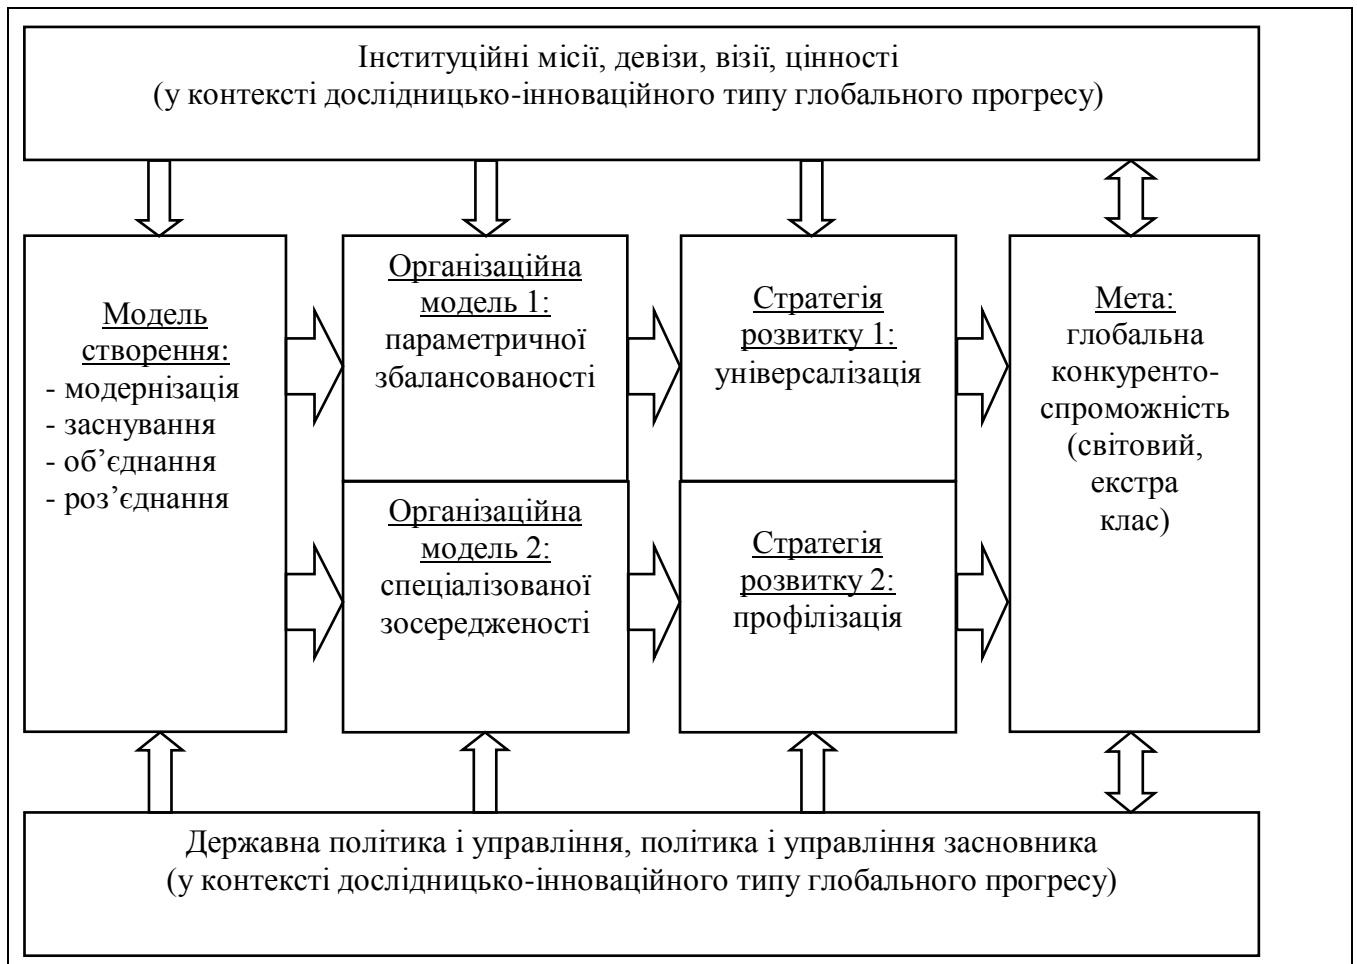 Інституційні місії, девізи, візії, цінності
(у контексті дослідницько-інноваційного типу глобального прогресу)
Модель
створення:
- модернізація
- заснування
- об’єднання
- роз’єднання
Організаційна
модель 1:
параметричної
збалансованості
Стратегія
розвитку 1:
універсалізація
Мета:
глобальна
конкуренто-
спроможність
(світовий,
екстра
клас)
Організаційна
модель 2:
спеціалізованої
зосередженості
Стратегія
розвитку 2:
профілізація
Державна політика і управління, політика і управління засновника
(у контексті дослідницько-інноваційного типу глобального прогресу)